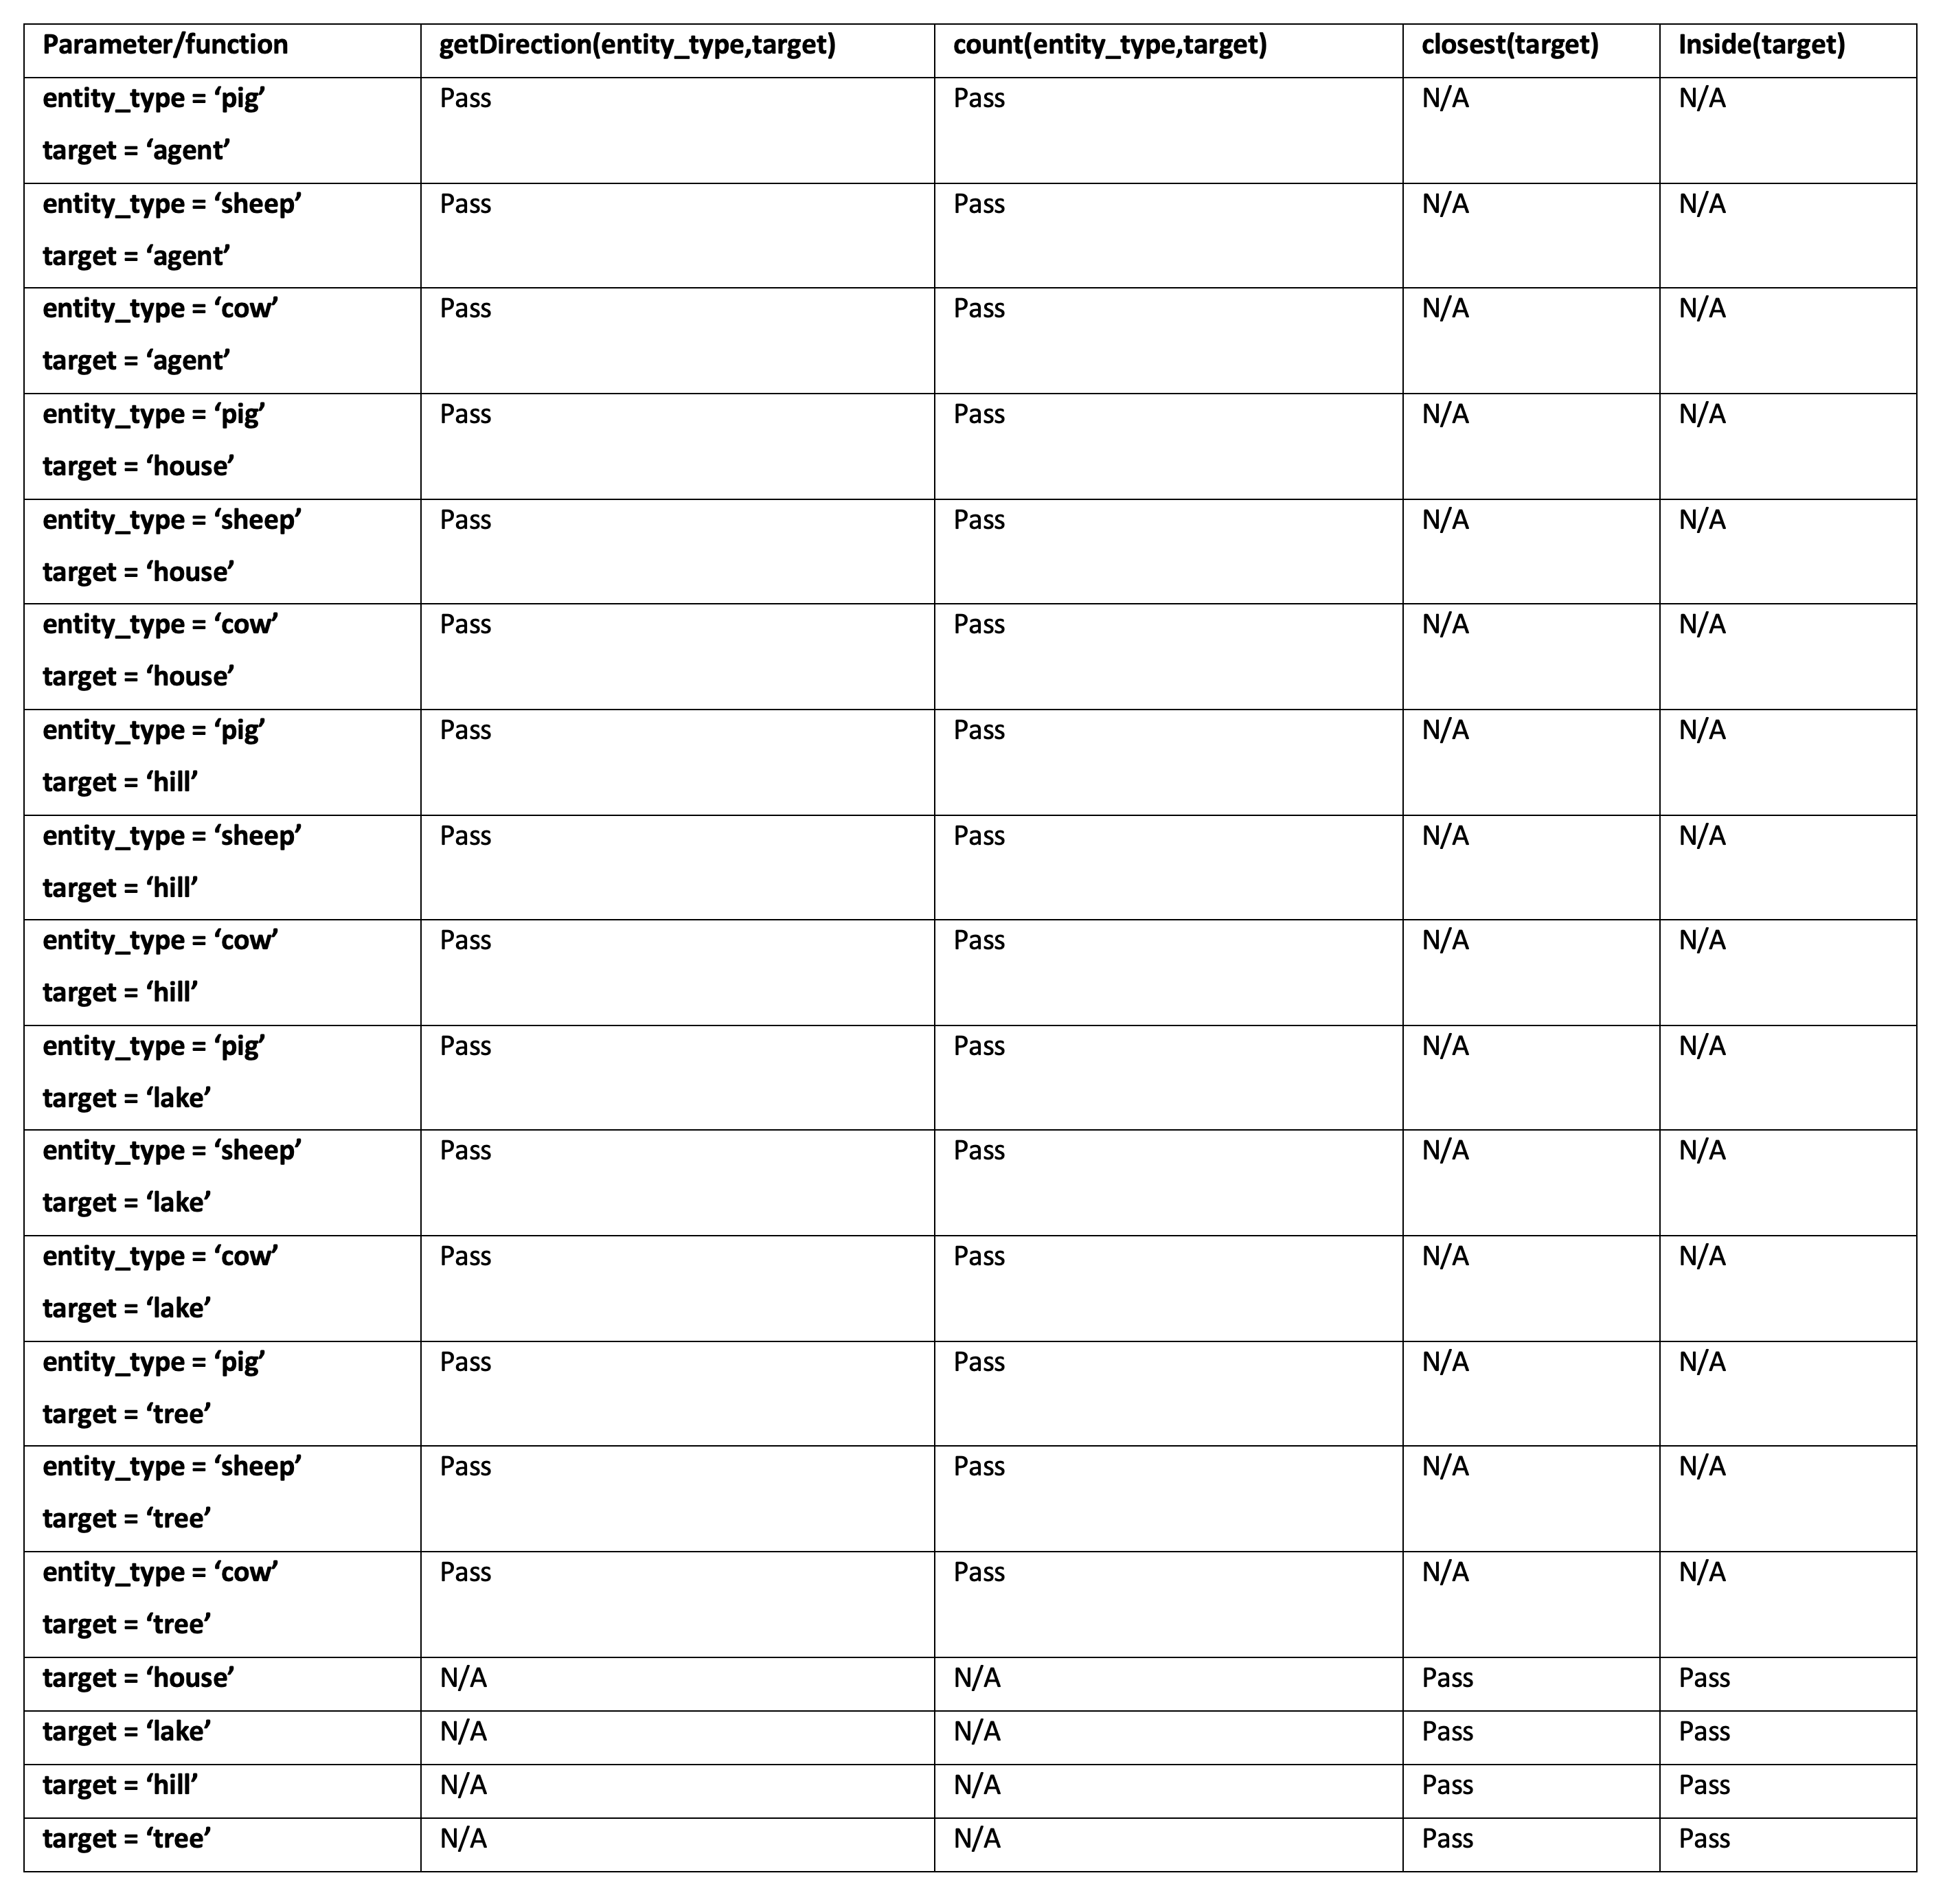 Parameter/function getDirection(entity_type,target) count(entity_type,target) closest(target) Inside(target)
entity_type = ‘pig’ Pass Pass N/A N/A
target = ‘agent’
entity_type = ‘sheep’ Pass Pass N/A N/A
target = ‘agent’
entity_type = ‘cow’ Pass Pass N/A N/A
target = ‘agent’
entity_type = ‘pig’ Pass Pass N/A N/A
target = ‘house’
entity_type = ‘sheep’ Pass Pass N/A N/A
target = ‘house’
entity_type = ‘cow’ Pass Pass N/A N/A
target = ‘house’
entity_type = ‘pig’ Pass Pass N/A N/A
target = ‘hill’
entity_type = ‘sheep’ Pass Pass N/A N/A
target = ‘hill’
entity_type = ‘cow’ Pass Pass N/A N/A
target = ‘hill’
entity_type = ‘pig’ Pass Pass N/A N/A
target = ‘lake’
entity_type = ‘sheep’ Pass Pass N/A N/A
target = ‘lake’
entity_type = ‘cow’ Pass Pass N/A N/A
target = ‘lake’
entity_type = ‘pig’ Pass Pass N/A N/A
target = ‘tree’
entity_type = ‘sheep’ Pass Pass N/A N/A
target = ‘tree’
entity_type = ‘cow’ Pass Pass N/A N/A
target = ‘tree’
target = ‘house’ N/A N/A Pass Pass
target = ‘lake’ N/A N/A Pass Pass
target = ‘hill’ N/A N/A Pass Pass
target = ‘tree’ N/A N/A Pass Pass